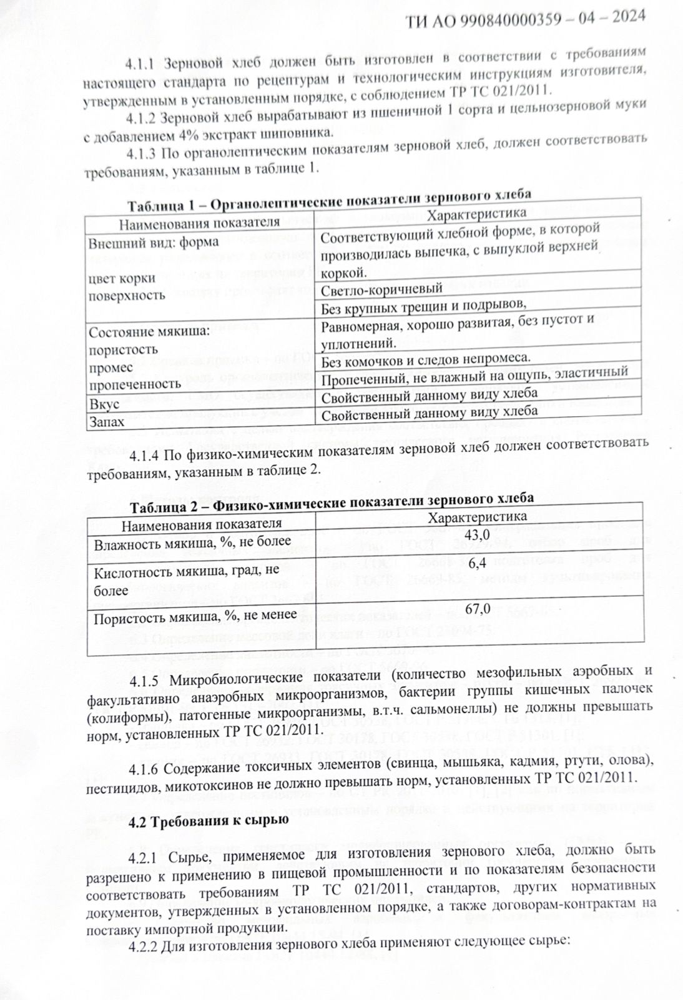 ТИ АО 990840000359 – 04 – 2024
4.1.1 Зерновой хлеб должен быть изготовлен в соответствии с требованиям
настоящего стандарта по рецептурам и технологическим инструкциям изготовителя,
утвержденным в установленным порядке, с соблюдением ТР ТС 021/2011.
4.1.2 Зерновой хлеб вырабатывают из пшеничной 1 сорта и цельнозерновой муки
с добавлением 4% экстракт шиповника.
4.1.3 По органолептическим показателям зерновой хлеб, должен соответствовать
требованиям, указанным в таблице 1.
Таблица 1 – Органолептические показатели зернового хлеба
Наименования показателя
Характеристика
Внешний вид: форма
цвет корки
поверхность
Соответствующий хлебной форме, в которой
производилась выпечка, с выпуклой верхней
коркой.
Светло-коричневый
Без крупных трещин и подрывов,
Состояние мякиша:
пористость
промес
пропеченность
Равномерная, хорошо развитая, без пустот и
уплотнений.
Без комочков и следов непромеса.
Пропеченный, не влажный на ощупь, эластичный
Вкус
Свойственный данному виду хлеба
Запах
Свойственный данному виду хлеба
4.1.4 По физико-химическим показателям зерновой хлеб должен соответствовать
требованиям, указанным в таблице 2.
Таблица 2 – Физико-химические показатели зернового хлеба
Наименования показателя
Характеристика
Влажность мякиша, %, не более
43,0
Кислотность мякиша, град, не
более
6,4
Пористость мякиша, %, не менее
67,0
4.1.5 Микробиологические показатели (количество мезофильных аэробных и
факультативно анаэробных микроорганизмов, бактерии группы кишечных палочек
(колиформы), патогенные микроорганизмы, в.т.ч. сальмонеллы) не должны превышать
норм, установленных ТР ТС 021/2011.
4.1.6 Содержание токсичных элементов (свинца, мышьяка, кадмия, ртути, олова),
пестицидов, микотоксинов не должно превышать норм, установленных ТР ТС 021/2011.
4.2 Требования к сырью
4.2.1 Сырье, применяемое для изготовления зернового хлеба, должно быть
разрешено к применению в пищевой промышленности и по показателям безопасности
соответствовать требованиям ТР ТС 021/2011, стандартов, других нормативных
документов, утвержденных в установленном порядке, а также договорам-контрактам на
поставку импортной продукции.
4.2.2 Для изготовления зернового хлеба применяют следующее сырье: